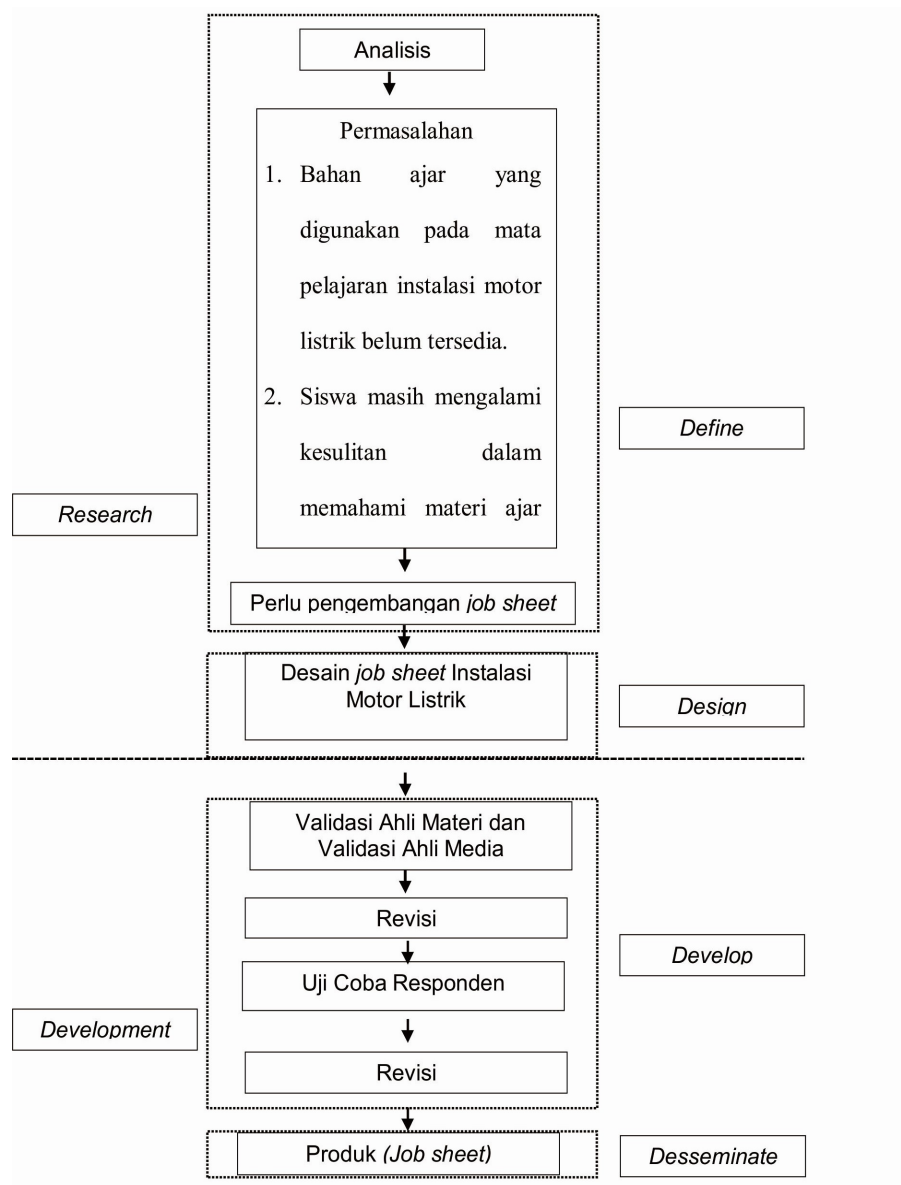 Analisis
Permasalahan
1. Bahan ajar yang
digunakan pada mata
pelajaran instalasi motor
listrik belum tersedia.
2. Siswa masih mengalami
kesulitan dalam
memahami materi ajar
Define
Research
Perlu pengembangan job sheet
Desain job sheet Instalasi
Motor Listrik
Design
Validasi Ahli Materi dan
Validasi Ahli Media
Revisi
Develop
Uji Coba Responden
Development
Revisi
Produk (Job sheet)
Desseminate